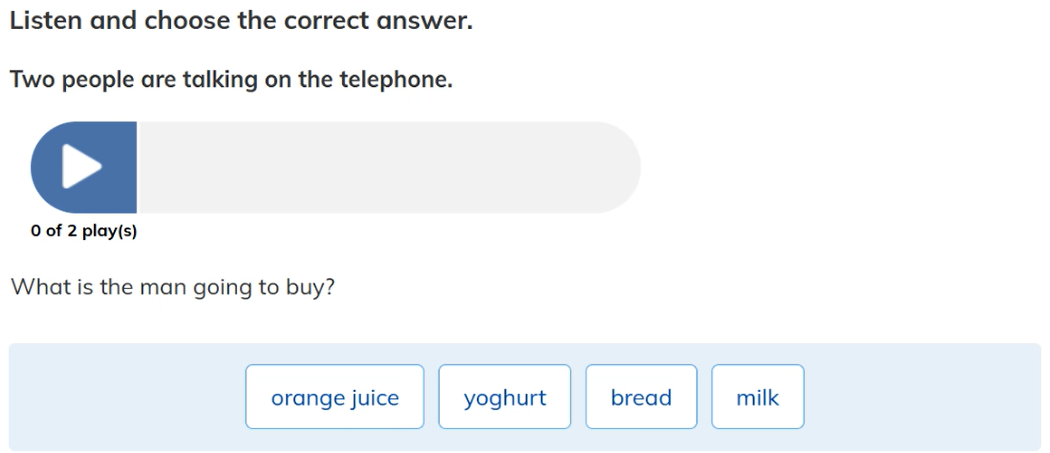 Listen and choose the correct answer.
Two people are talking on the telephone.
0 of 2 play(s)
What is the man going to buy?
orange juice yoghurt bread milk